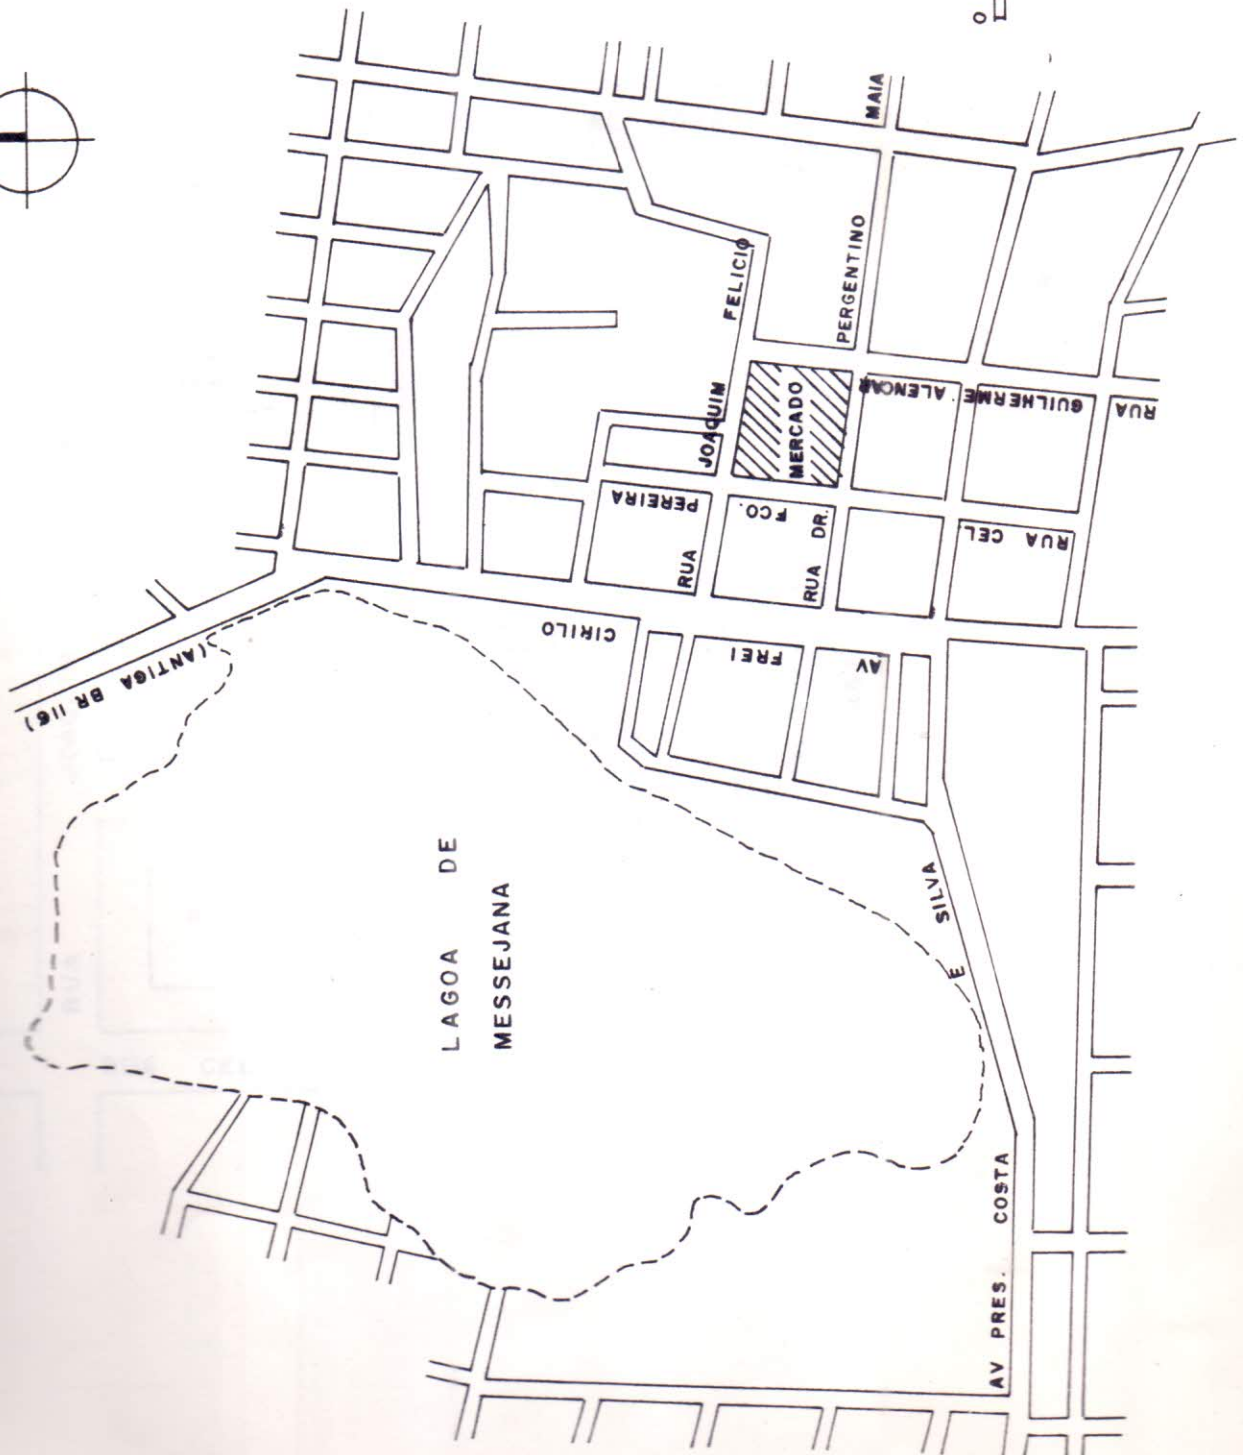 (ANTIGA BR 116)
LAGOA DE
MESSEJANA
AV FREI CIRILO
RUA JOAQUIM FELICIO
RUA DR. PERGENTINO MAIA
MERCADO
RUA CEL. FCO. PEREIRA
RUA GUILHERME ALENCAR
AV PRES. COSTA E SILVA
0